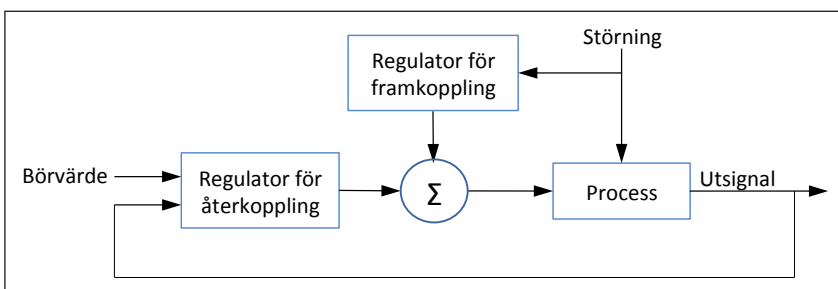 Störning
Regulator för
framkoppling
Börvärde
Regulator för
återkoppling
Σ
Process
Utsignal